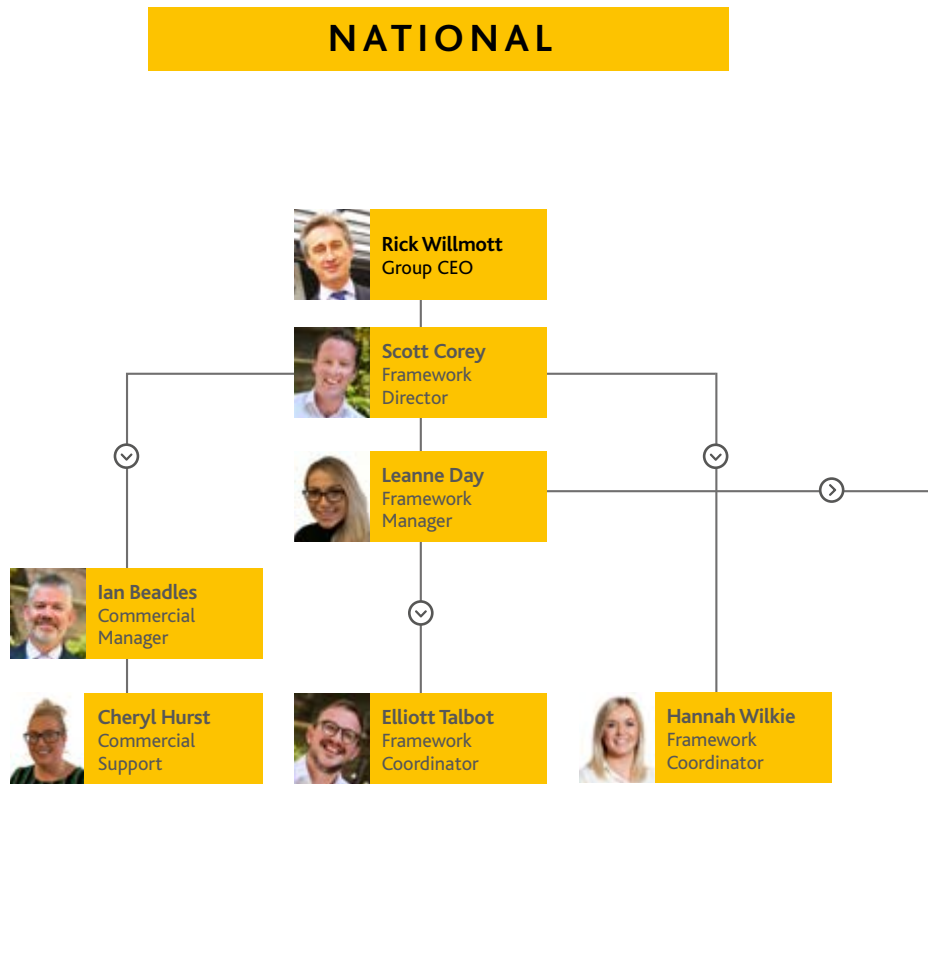 NATIONAL
Rick Willmott
Group CEO
Scott Corey
Framework
Director
Leanne Day
Framework
Manager
Ian Beadles
Commercial
Manager
Cheryl Hurst
Commercial
Support
Elliott Talbot
Framework
Coordinator
Hannah Wilkie
Framework
Coordinator